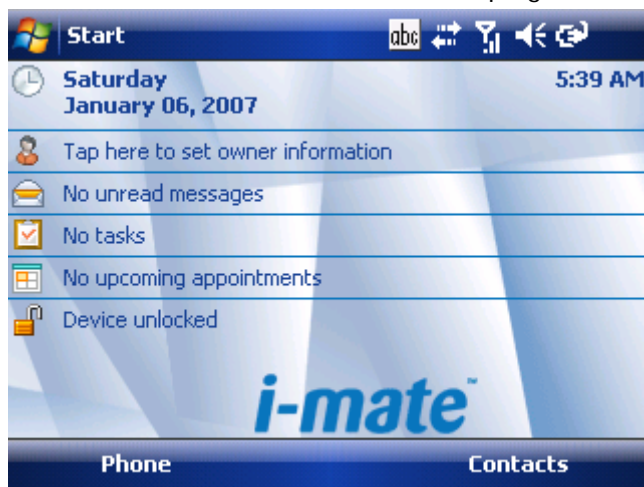 Start abc
Saturday 5:39 AM
January 06, 2007
Tap here to set owner information
No unread messages
No tasks
No upcoming appointments
Device unlocked
i-mate™
Phone Contacts